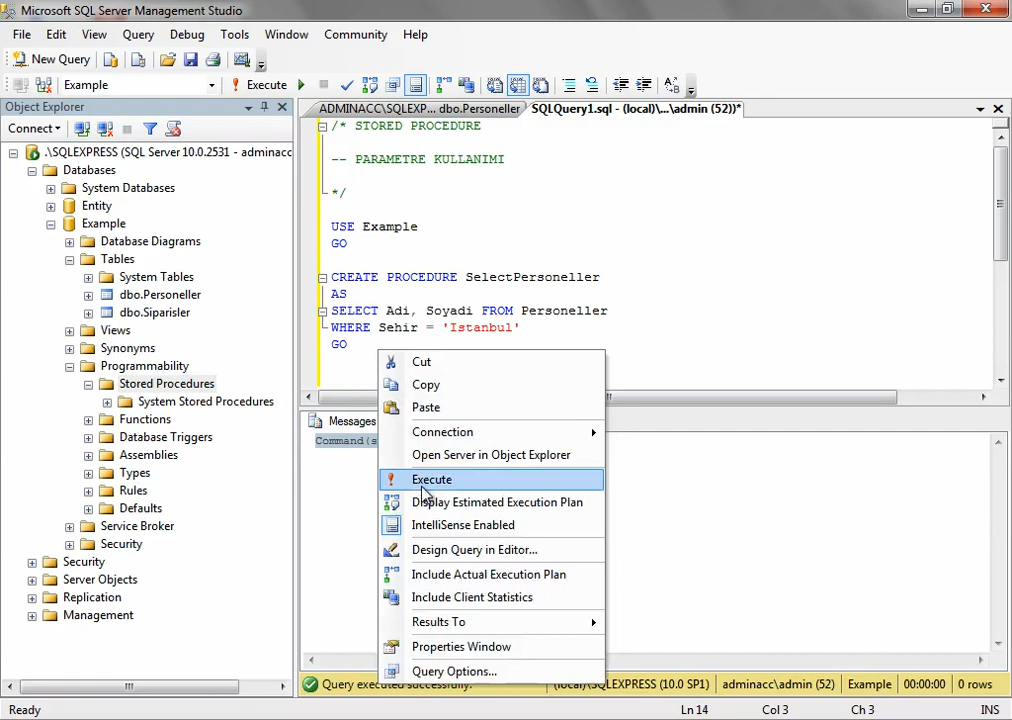 Microsoft SQL Server Management Studio
File Edit View Query Debug Tools Window Community Help
New Query
Example Execute
Object Explorer
ADMINACC\SQLEXP... dbo.Personeller SQLQuery1.sql - (local)\...\admin (52))*
Connect
.\SQLEXPRESS (SQL Server 10.0.2531 - adminacc
Databases
System Databases
Entity
Example
Database Diagrams
Tables
System Tables
dbo.Personeller
dbo.Siparisler
Views
Synonyms
Programmability
Stored Procedures
System Stored Procedures
Functions
Database Triggers
Assemblies
Types
Rules
Defaults
Service Broker
Security
Security
Server Objects
Replication
Management
/* STORED PROCEDURE
-- PARAMETRE KULLANIMI
*/
USE Example
GO
CREATE PROCEDURE SelectPersoneller
AS
SELECT Adi, Soyadi FROM Personeller
WHERE Sehir = 'Istanbul'
GO
Messages
Command(s
Cut
Copy
Paste
Connection
Open Server in Object Explorer
Execute
Display Estimated Execution Plan
IntelliSense Enabled
Design Query in Editor...
Include Actual Execution Plan
Include Client Statistics
Results To
Properties Window
Query Options...
Query executed successfully. (local)\SQLEXPRESS (10.0 SP1) adminacc\admin (52) Example 00:00:00 0 rows
Ready Ln 14 Col 3 Ch 3 INS